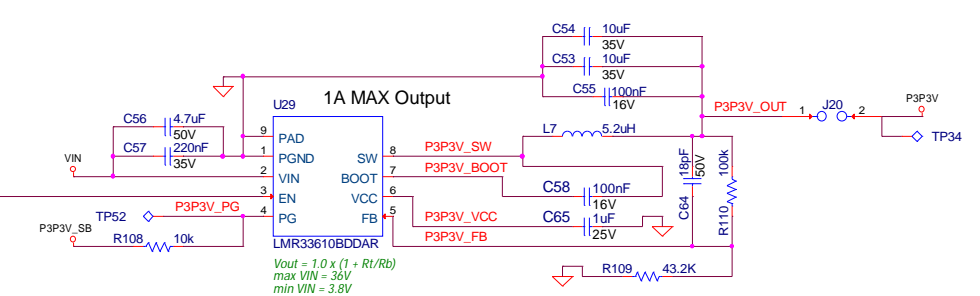 C54 10uF
35V
C53 10uF
35V
C55 100nF
16V
1A MAX Output
U29
P3P3V_OUT 1 J20 2 P3P3V
TP34
C56 4.7uF
50V
C57 220nF
35V
VIN
9 PAD
1 PGND
2 VIN
3 EN
4 PG
SW 8
BOOT 7
VCC 6
FB 5
LMR33610BDDAR
L7 5.2uH
P3P3V_SW
P3P3V_BOOT
C58 100nF
16V
P3P3V_VCC
C65 1uF
25V
P3P3V_FB
C64 18pF
50V
R110 100k
TP52 P3P3V_PG
P3P3V_SB
R108 10k
R109 43.2K
Vout = 1.0 x (1 + Rt/Rb)
max VIN = 36V
min VIN = 3.8V